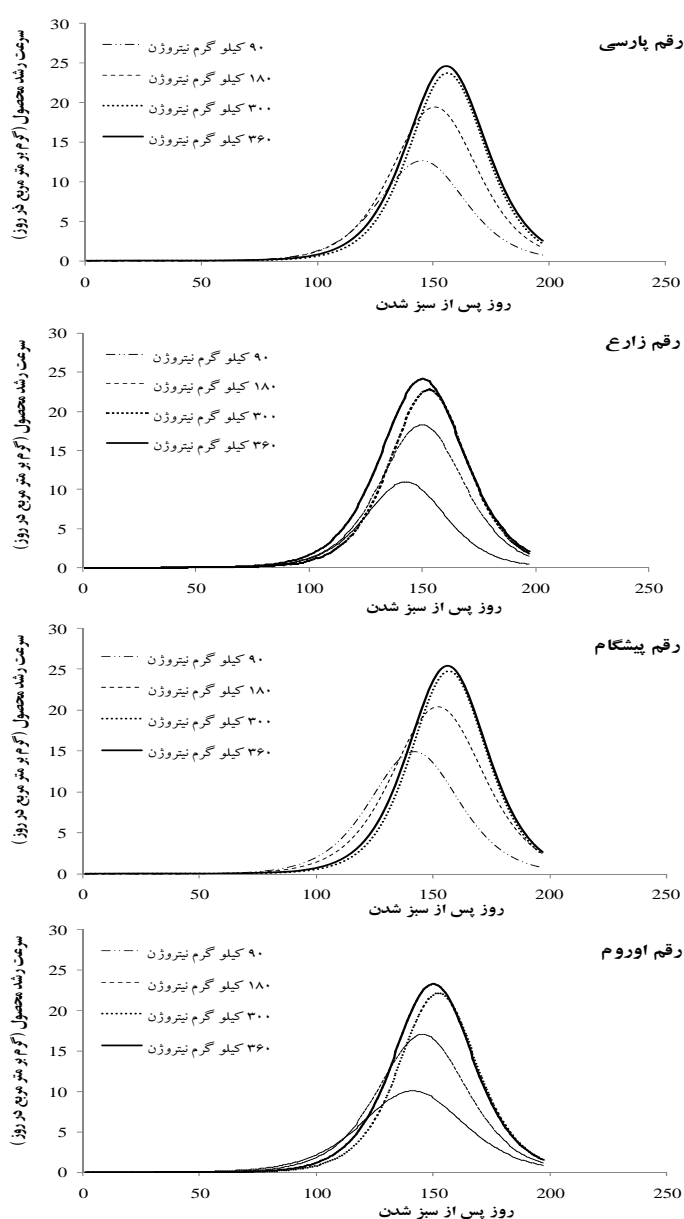 رقم پارسی
۹۰ کیلو گرم نیتروژن
۱۸۰ کیلو گرم نیتروژن
۳۰۰ کیلو گرم نیتروژن
۳۶۰ کیلو گرم نیتروژن
سرعت رشد محصول (گرم بر متر مربع در روز)
30
25
20
15
10
5
0
0 50 100 150 200 250
روز پس از سبز شدن
رقم زارع
۹۰ کیلو گرم نیتروژن
۱۸۰ کیلو گرم نیتروژن
۳۰۰ کیلو گرم نیتروژن
۳۶۰ کیلو گرم نیتروژن
سرعت رشد محصول (گرم بر متر مربع در روز)
30
25
20
15
10
5
0
0 50 100 150 200 250
روز پس از سبز شدن
رقم پیشگام
۹۰ کیلو گرم نیتروژن
۱۸۰ کیلو گرم نیتروژن
۳۰۰ کیلو گرم نیتروژن
۳۶۰ کیلو گرم نیتروژن
سرعت رشد محصول (گرم بر متر مربع در روز)
30
25
20
15
10
5
0
0 50 100 150 200 250
روز پس از سبز شدن
رقم اوروم
۹۰ کیلو گرم نیتروژن
۱۸۰ کیلو گرم نیتروژن
۳۰۰ کیلو گرم نیتروژن
۳۶۰ کیلو گرم نیتروژن
سرعت رشد محصول (گرم بر متر مربع در روز)
30
25
20
15
10
5
0
0 50 100 150 200 250
روز پس از سبز شدن